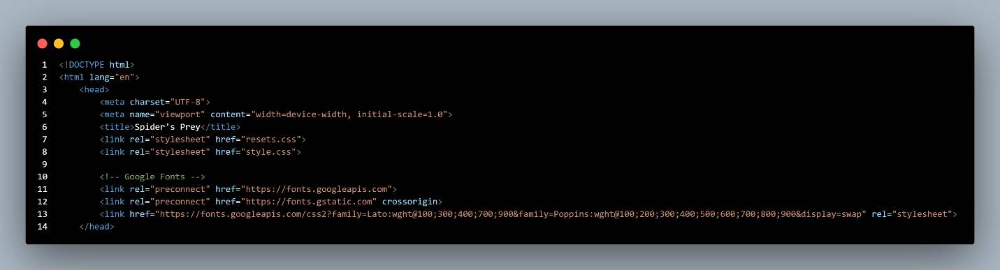 1 <!DOCTYPE html>
2 <html lang="en">
3     <head>
4         <meta charset="UTF-8">
5         <meta name="viewport" content="width=device-width, initial-scale=1.0">
6         <title>Spider's Prey</title>
7         <link rel="stylesheet" href="resets.css">
8         <link rel="stylesheet" href="style.css">
9
10         <!-- Google Fonts -->
11         <link rel="preconnect" href="https://fonts.googleapis.com">
12         <link rel="preconnect" href="https://fonts.gstatic.com" crossorigin>
13         <link href="https://fonts.googleapis.com/css2?family=Lato:wght@100;300;400;700;900&family=Poppins:wght@100;200;300;400;500;600;700;800;900&display=swap" rel="stylesheet">
14     </head>